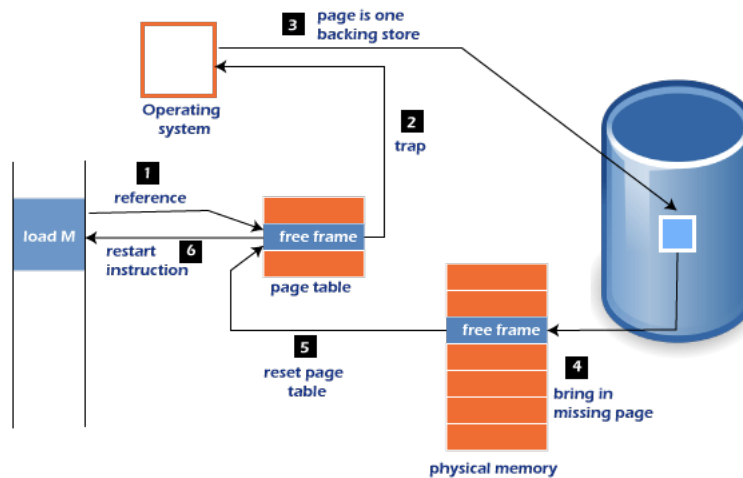 3
page is one
backing store
Operating
system
2
trap
1
reference
load M
free frame
restart
instruction
6
page table
free frame
5
reset page
table
4
bring in
missing page
physical memory